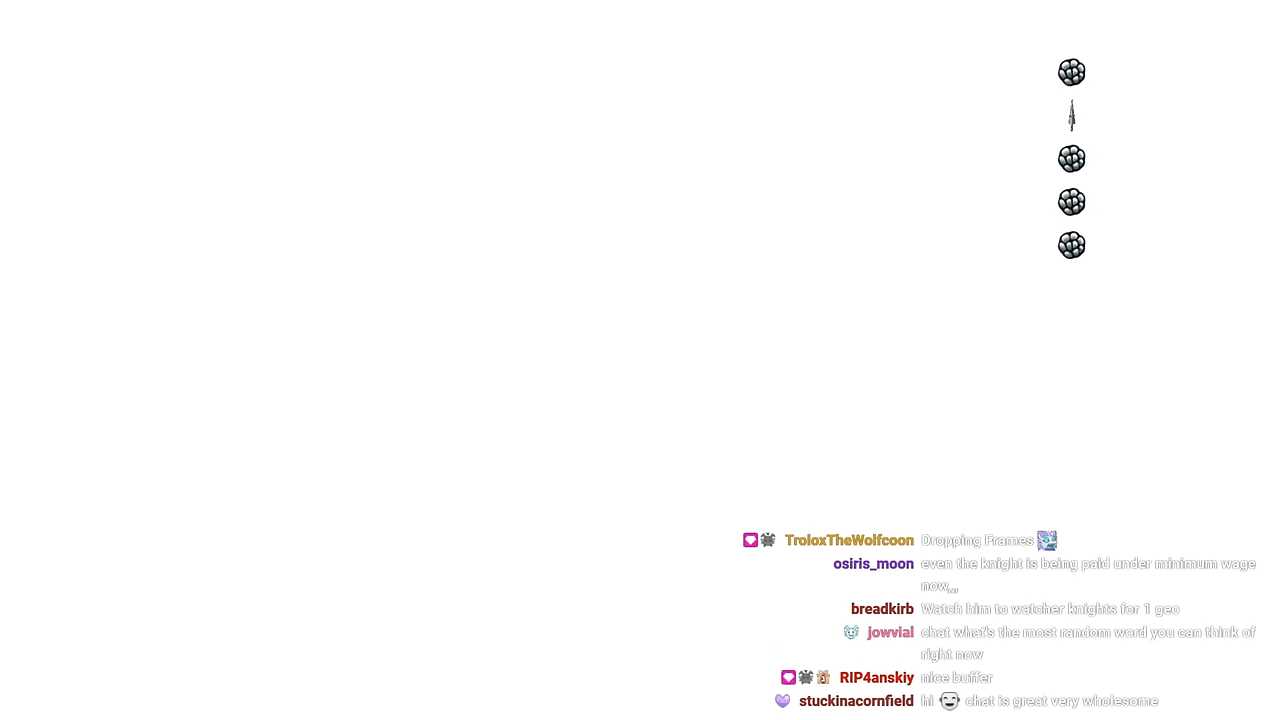 TroloxTheWolfcoon Dropping Frames
osiris_moon even the knight is being paid under minimum wage
now,,,
breadkirb Watch him to watcher knights for 1 geo
jowvial chat what's the most random word you can think of
right now
RIP4anskiy nice buffer
stuckinacornfield hi chat is great very wholesome